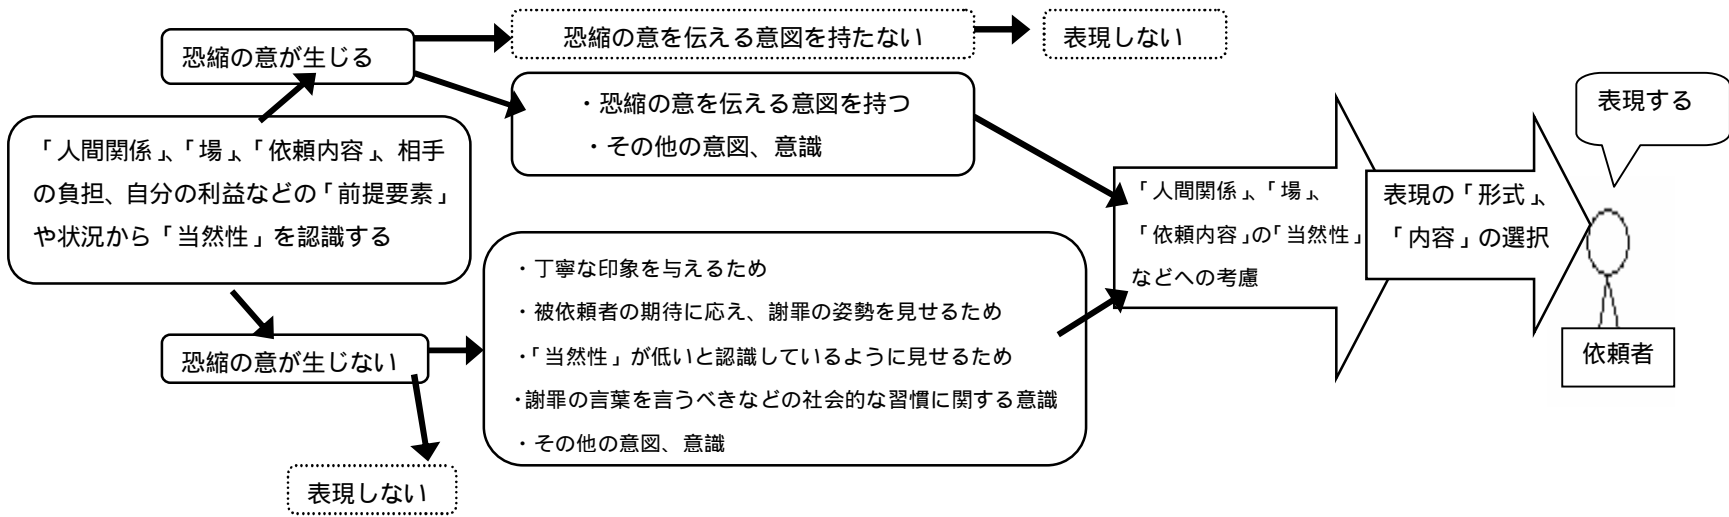 恐縮の意が生じる
恐縮の意を伝える意図を持たない
表現しない
・恐縮の意を伝える意図を持つ
・その他の意図、意識
「人間関係」、「場」、「依頼内容」、相手
の負担、自分の利益などの「前提要素」
や状況から「当然性」を認識する
恐縮の意が生じない
表現しない
・丁寧な印象を与えるため
・被依頼者の期待に応え、謝罪の姿勢を見せるため
・「当然性」が低いと認識しているように見せるため
・謝罪の言葉を言うべきなどの社会的な習慣に関する意識
・その他の意図、意識
「人間関係」、「場」、
「依頼内容」の「当然性」
などへの考慮
表現の「形式」、
「内容」の選択
表現する
依頼者